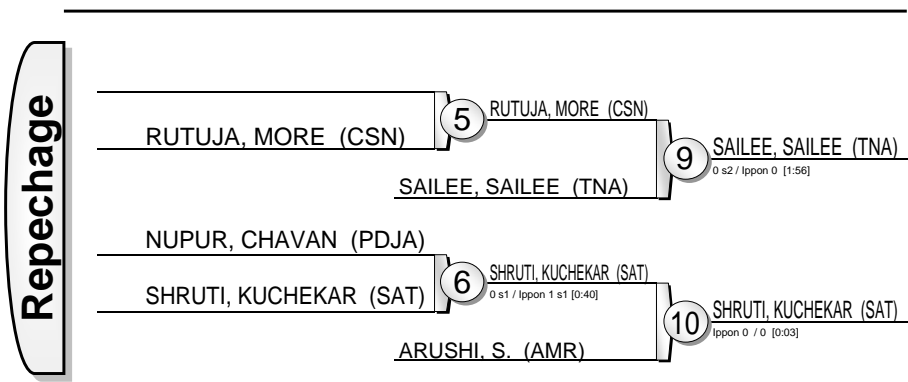 Repechage
RUTUJA, MORE (CSN)
5
RUTUJA, MORE (CSN)
SAILEE, SAILEE (TNA)
9
SAILEE, SAILEE (TNA)
0 s2 / Ippon 0 [1:56]
NUPUR, CHAVAN (PDJA)
SHRUTI, KUCHEKAR (SAT)
6
SHRUTI, KUCHEKAR (SAT)
0 s1 / Ippon 1 s1 [0:40]
ARUSHI, S. (AMR)
10
SHRUTI, KUCHEKAR (SAT)
Ippon 0 / 0 [0:03]